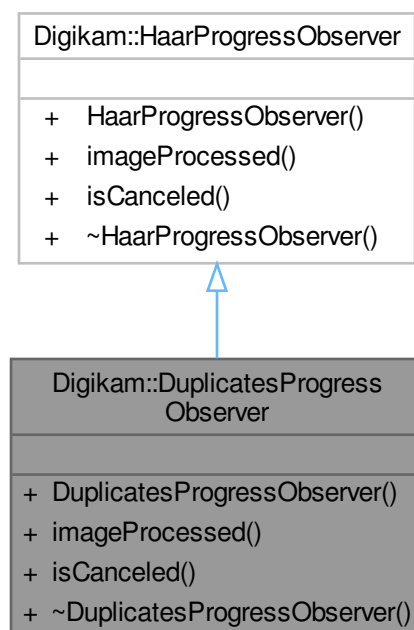 Digikam::HaarProgressObserver
+ HaarProgressObserver()
+ imageProcessed()
+ isCanceled()
+ ~HaarProgressObserver()
Digikam::DuplicatesProgress
Observer
+ DuplicatesProgressObserver()
+ imageProcessed()
+ isCanceled()
+ ~DuplicatesProgressObserver()